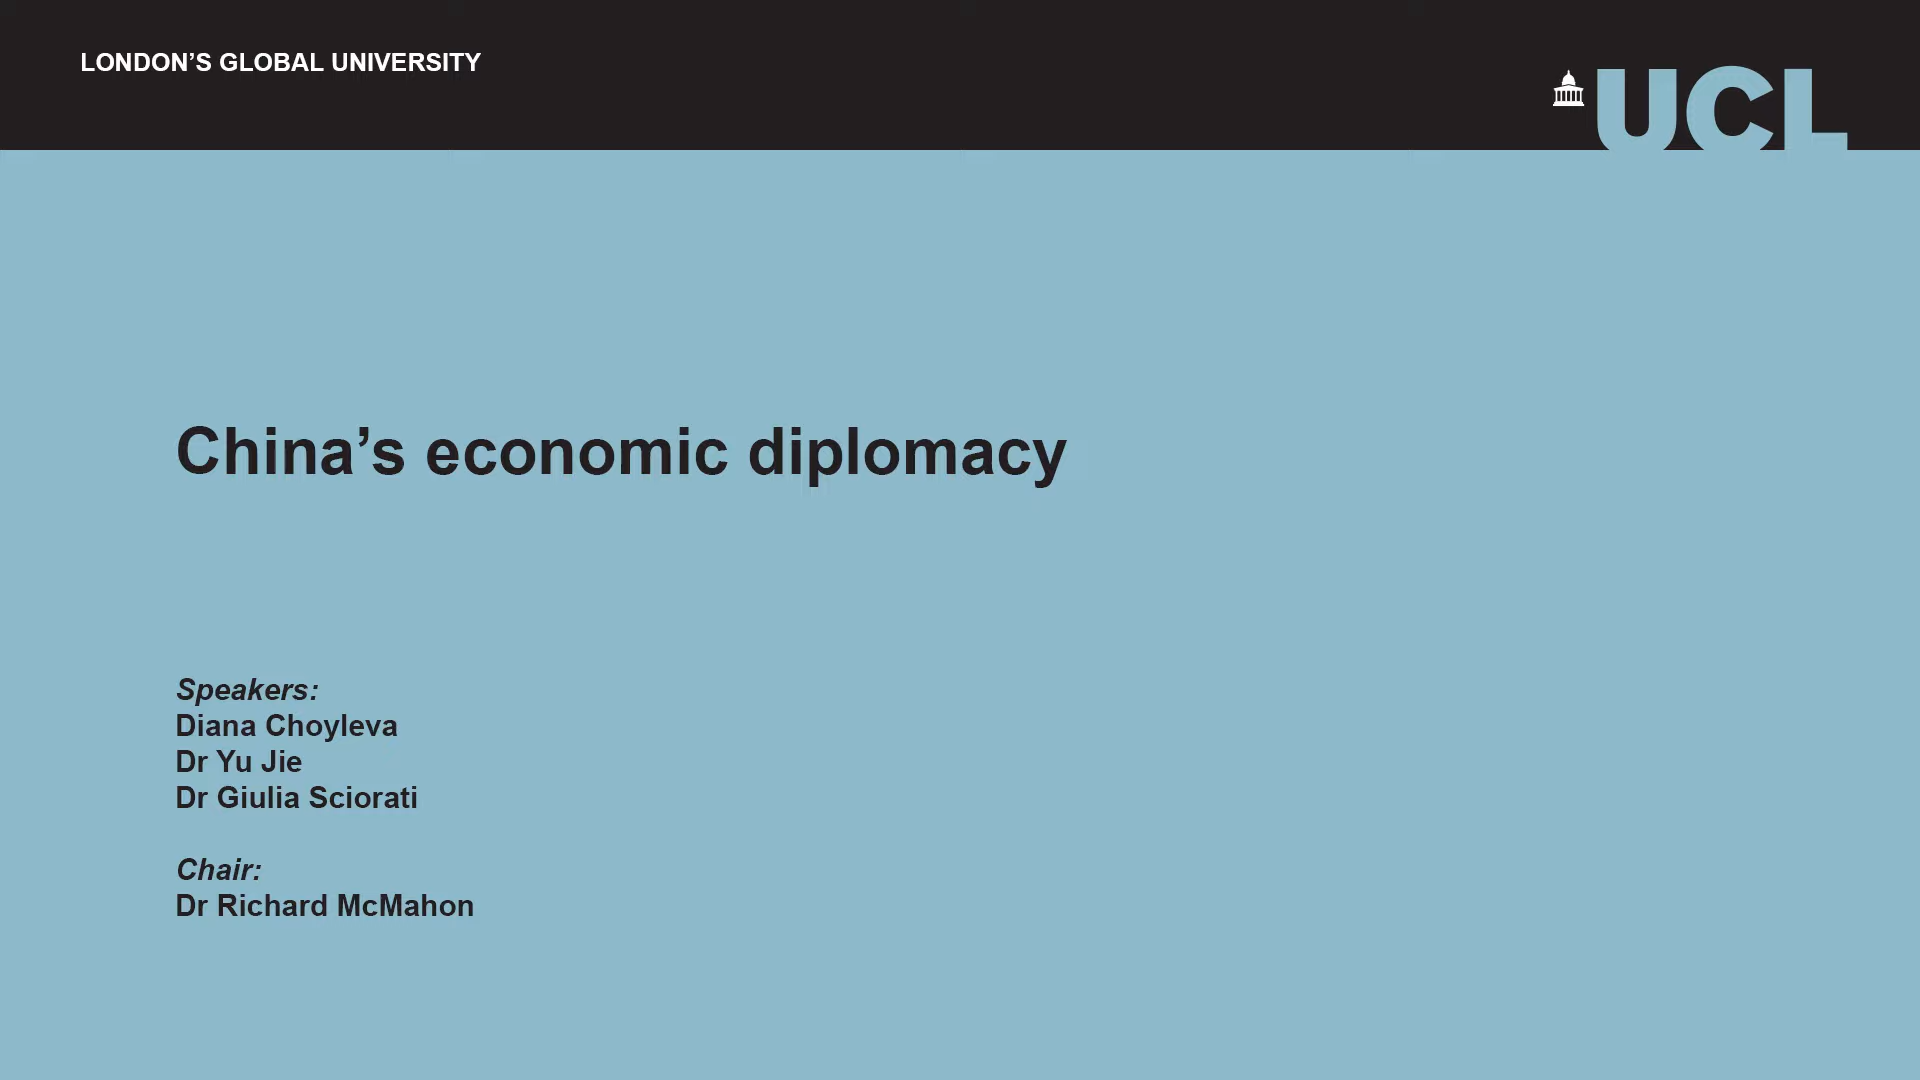 LONDON’S GLOBAL UNIVERSITY
UCL
China’s economic diplomacy
Speakers:
Diana Choyleva
Dr Yu Jie
Dr Giulia Sciorati
Chair:
Dr Richard McMahon